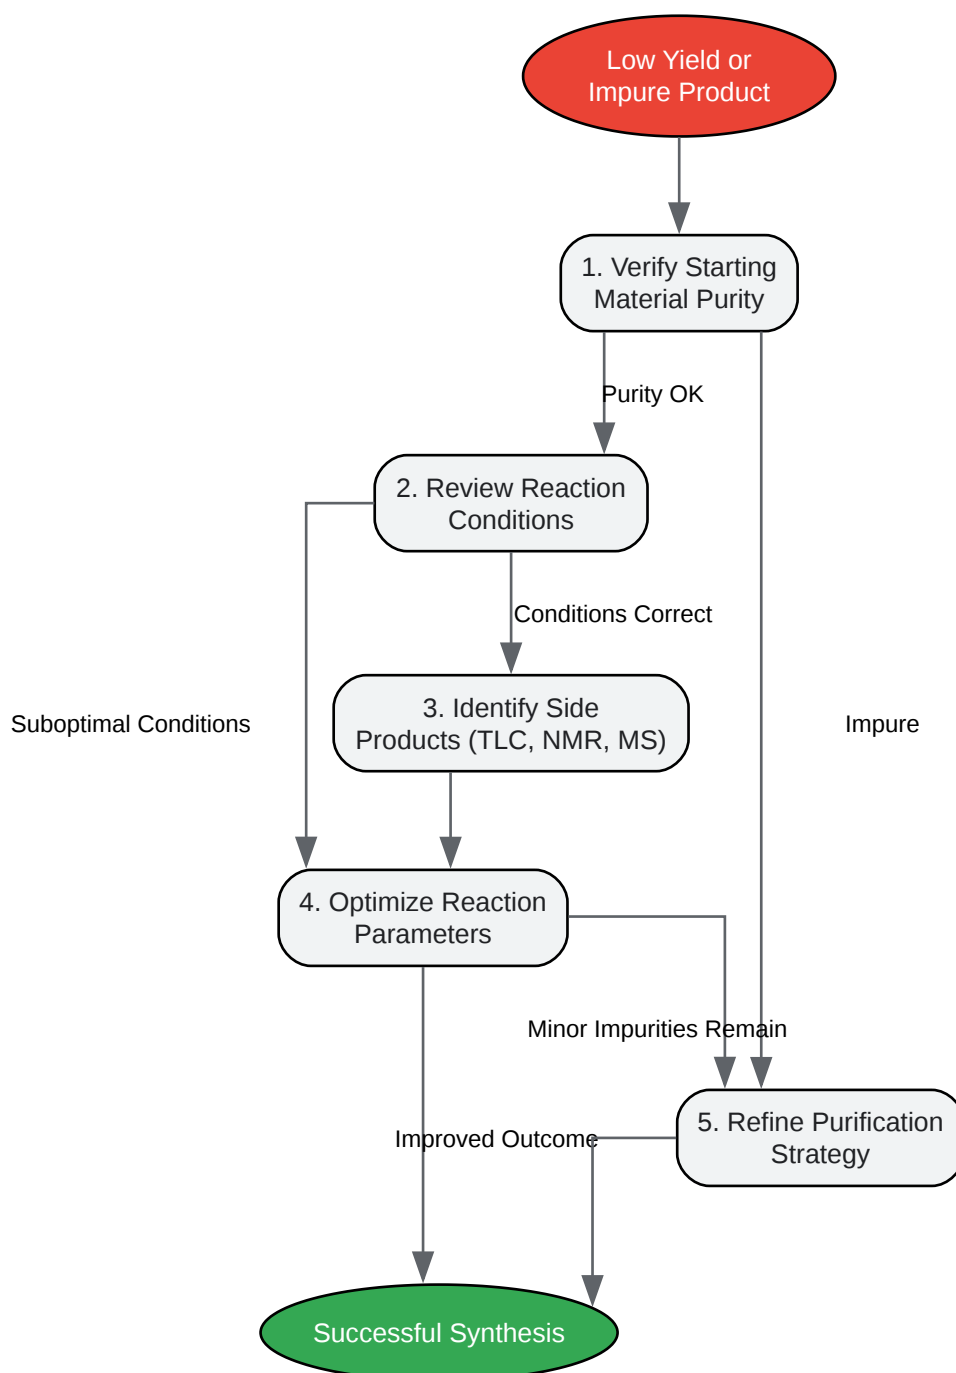 Low Yield or
Impure Product
1. Verify Starting
Material Purity
Purity OK
2. Review Reaction
Conditions
Conditions Correct
3. Identify Side
Products (TLC, NMR, MS)
Suboptimal Conditions
Impure
4. Optimize Reaction
Parameters
Minor Impurities Remain
5. Refine Purification
Strategy
Improved Outcome
Successful Synthesis